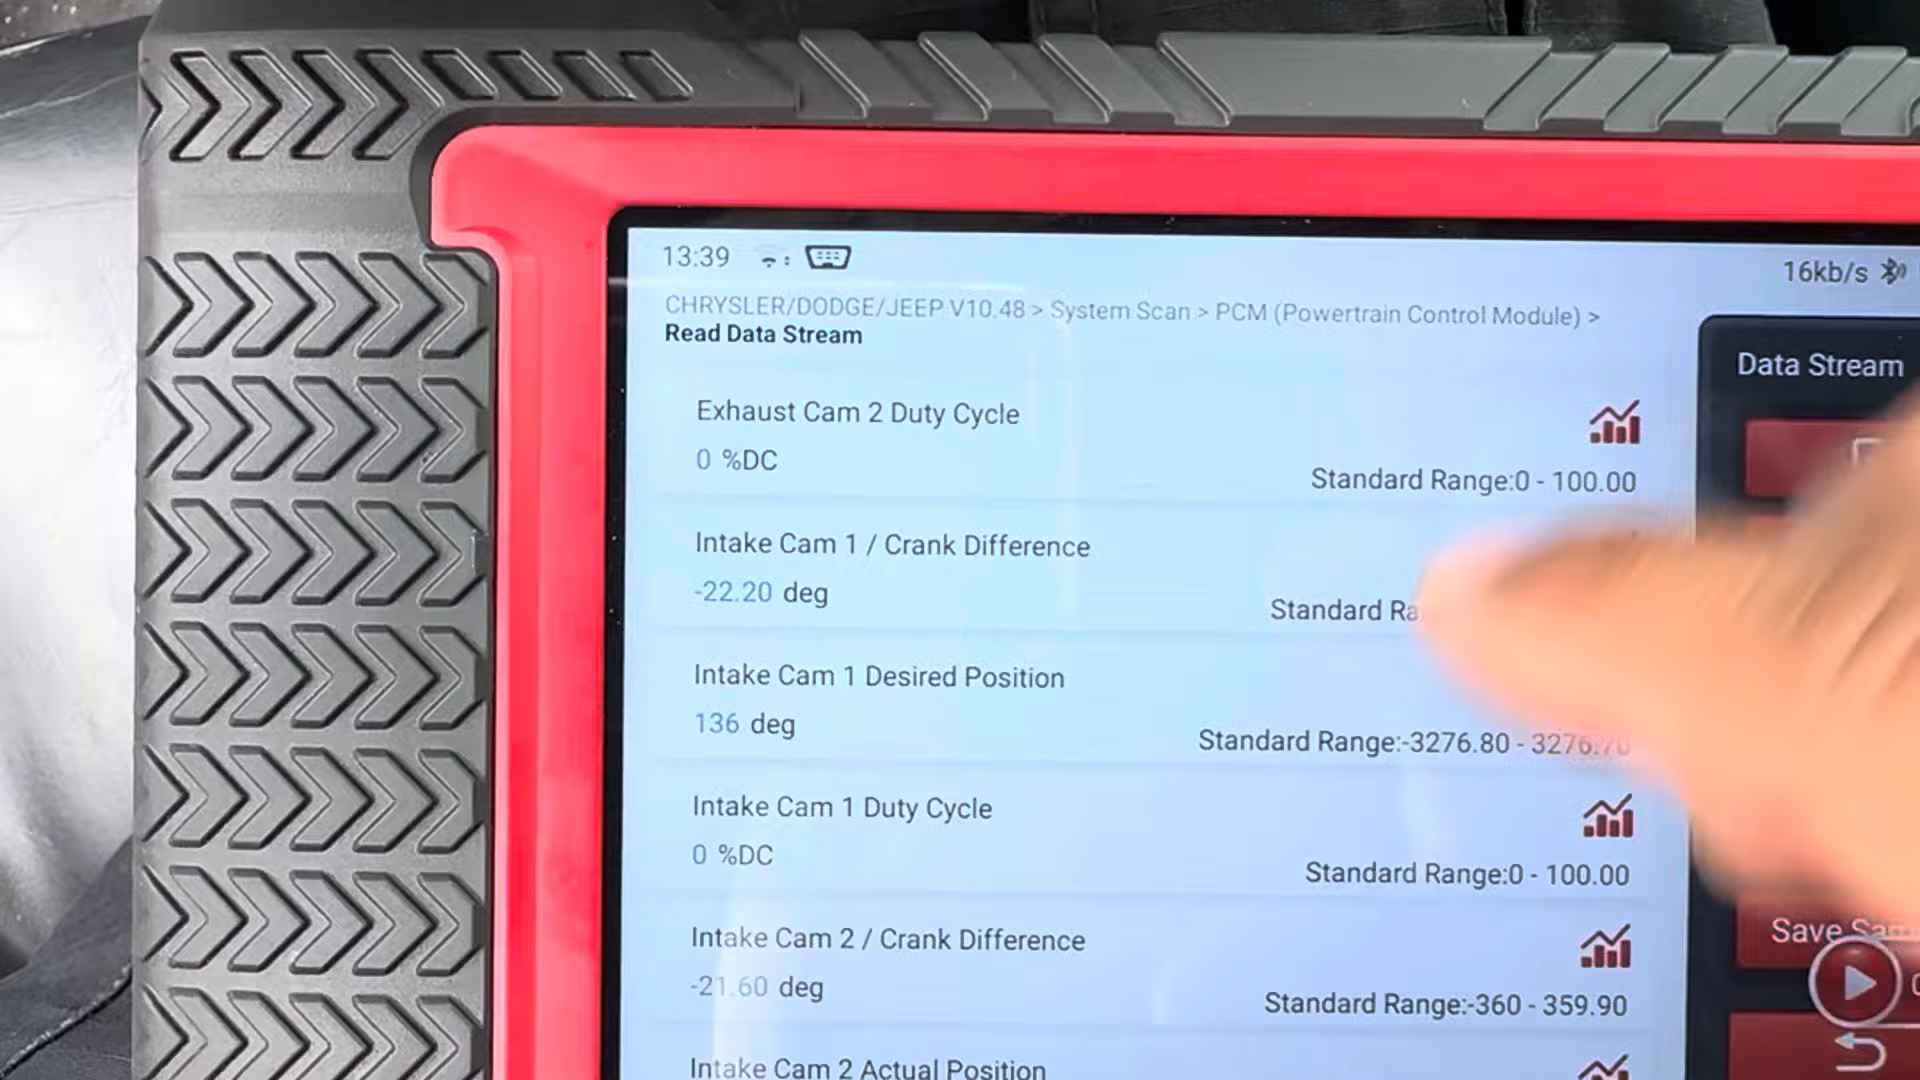 13:39
16kb/s
CHRYSLER/DODGE/JEEP V10.48 > System Scan > PCM (Powertrain Control Module) >
Read Data Stream
Data Stream
Exhaust Cam 2 Duty Cycle
0 %DC
Standard Range:0 - 100.00
Intake Cam 1 / Crank Difference
-22.20 deg
Standard
Intake Cam 1 Desired Position
136 deg
Standard Range:-3276.80 - 3276.70
Intake Cam 1 Duty Cycle
0 %DC
Standard Range:0 - 100.00
Intake Cam 2 / Crank Difference
-21.60 deg
Standard Range:-360 - 359.90
Save
Intake Cam 2 Actual Position